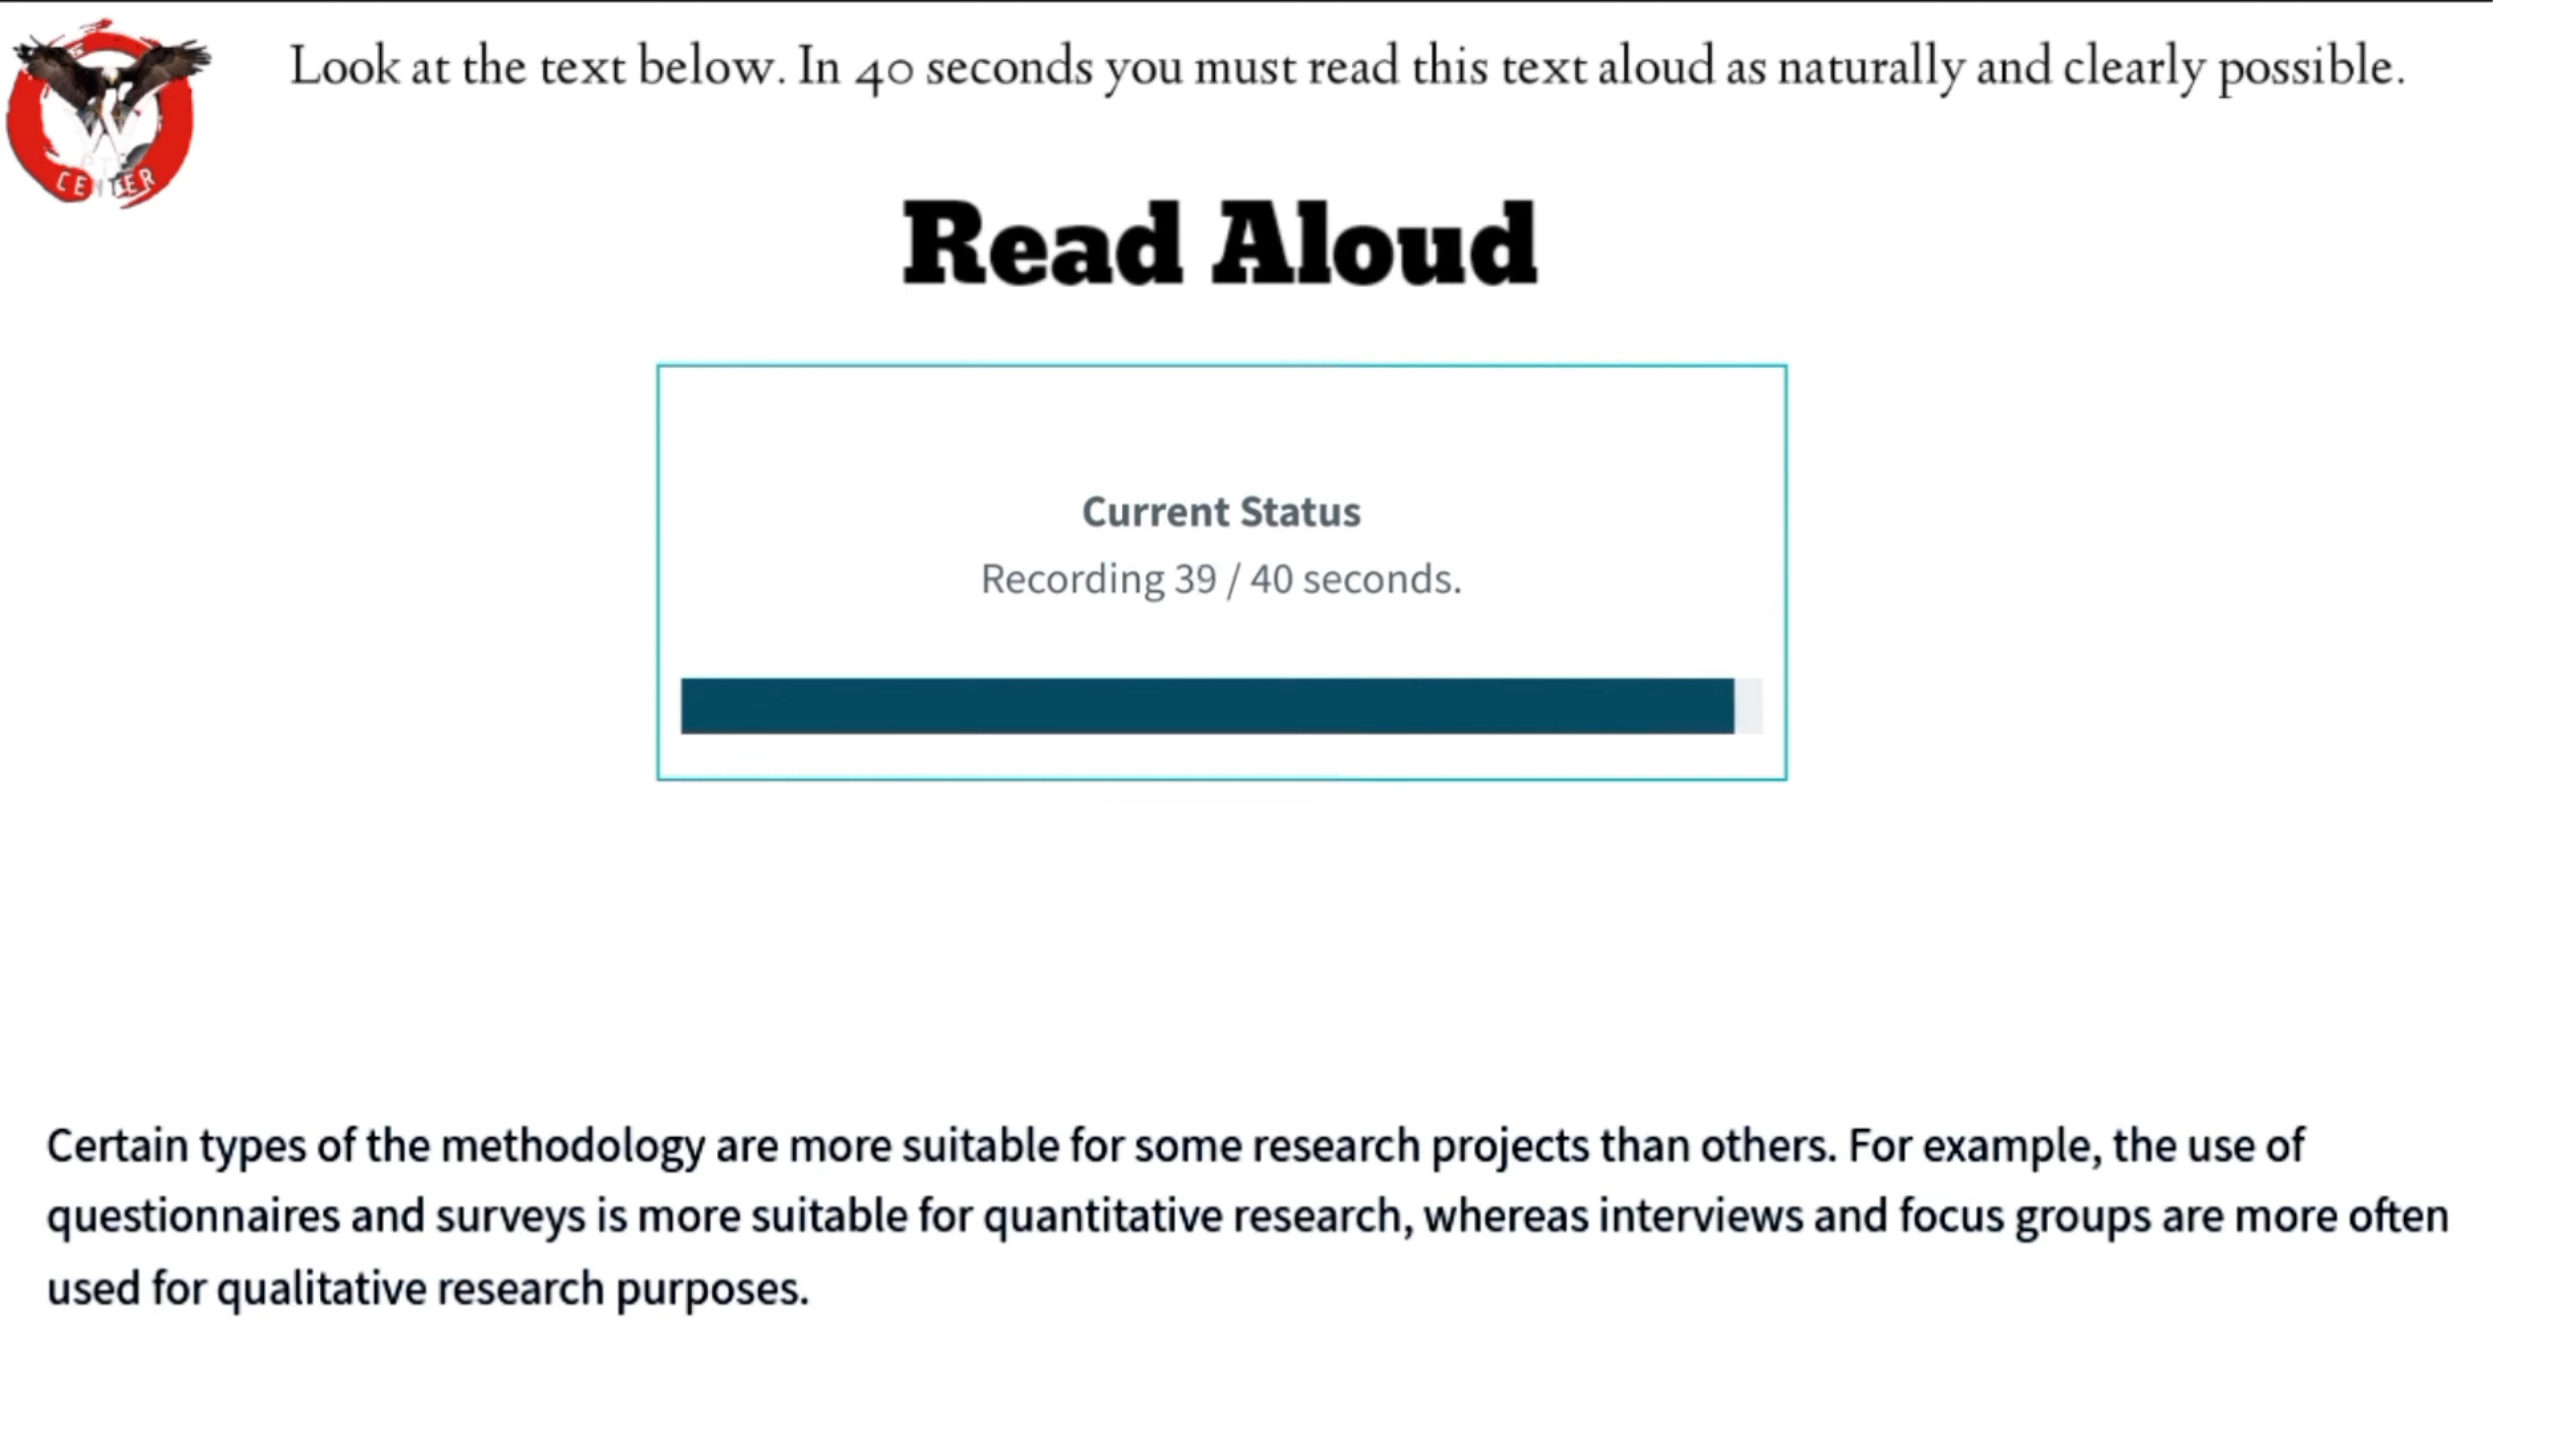 Look at the text below. In 40 seconds you must read this text aloud as naturally and clearly possible.
CENTER
Read Aloud
Current Status
Recording 39 / 40 seconds.
Certain types of the methodology are more suitable for some research projects than others. For example, the use of
questionnaires and surveys is more suitable for quantitative research, whereas interviews and focus groups are more often
used for qualitative research purposes.